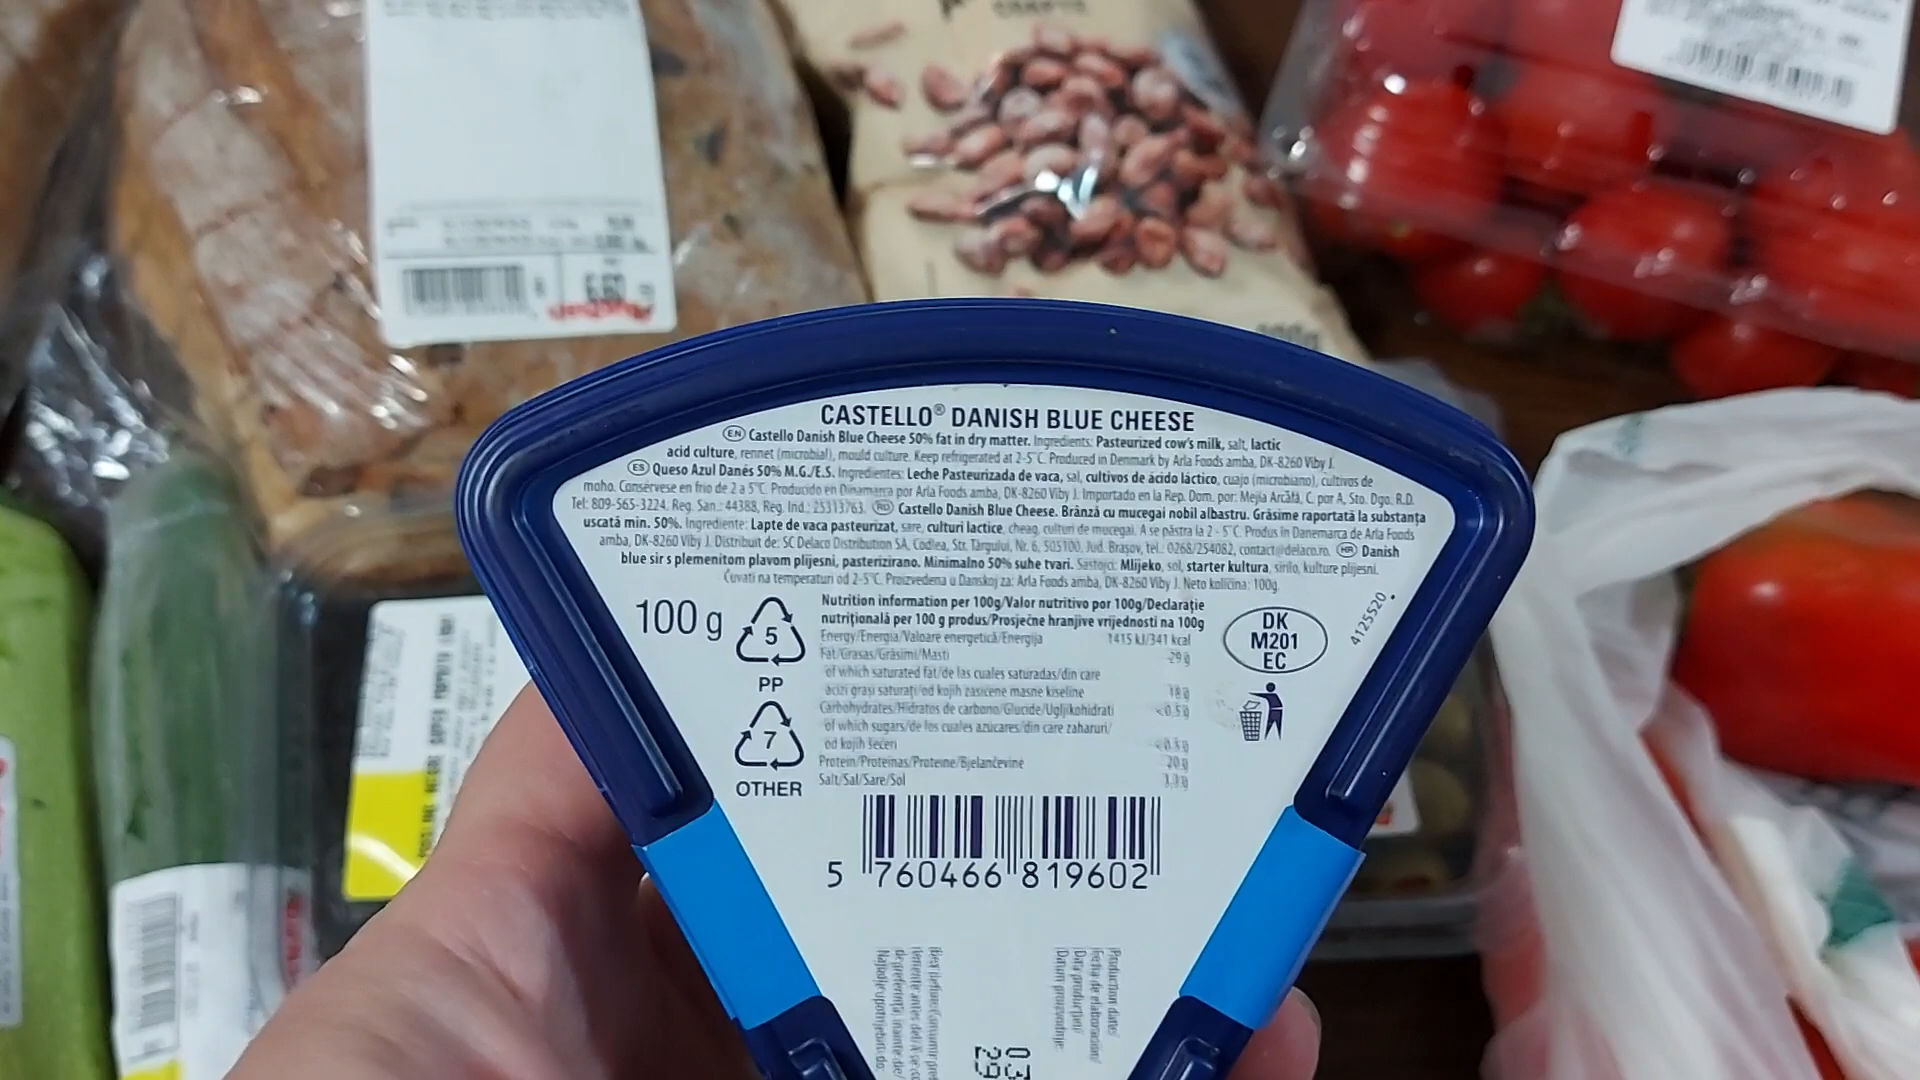 CASTELLO® DANISH BLUE CHEESE
EN Castello Danish Blue Cheese 50% fat in dry matter. Ingredients: Pasteurized cow's milk, salt, lactic
acid culture, rennet (microbial), mould culture. Keep refrigerated at 2-5°C. Produced in Denmark by Arla Foods amba, DK-8260 Viby J.
ES Queso Azul Danés 50% M.G./E.S. Ingredientes: Leche Pasteurizada de vaca, sal, cultivos de ácido láctico, cuajo (microbiano), cultivos de
moho. Consérvese en frio de 2 a 5°C. Producido en Dinamarca por Arla Foods amba, DK-8260 Viby J. Importado en la Rep. Dom. por: Mejía Arcálá, C. por A, Sto. Dgo. R.D.
Tel: 809-565-3224. Reg. San.: 44388, Reg. Ind.: 25313763. RO Castello Danish Blue Cheese. Brânză cu mucegai nobil albastru. Grăsime raportată la substanța
uscată min. 50%. Ingrediente: Lapte de vaca pasteurizat, sare, culturi lactice, cheag, culturi de mucegai. A se păstra la 2 - 5°C. Produs in Danemarca de Arla Foods
amba, DK-8260 Viby J. Distribuit de: SC Delaco Distribution SA, Codlea, Str. Târgului, Nr. 6, 505100, Jud. Brașov, tel.: 0268/254082, contact@delaco.ro. HR Danish
blue sir s plemenitom plavom plijesni, pasterizirano. Minimalno 50% suhe tvari. Sastojci: Mlijeko, sol, starter kultura, sirilo, kulture plijesni.
Čuvati na temperaturi od 2-5°C. Proizvedena u Danskoj za: Arla Foods amba, DK-8260 Viby J. Neto količina: 100g.
100 g
5
PP
7
OTHER
Nutrition information per 100g/Valor nutritivo por 100g/Declarație
nutrițională per 100 g produs/Prosječne hranjive vrijednosti na 100g
Energy/Energia/Valoare energetică/Energija 1415 kJ/341 kcal
Fat/Grasas/Grăsimi/Masti 29 g
of which saturated fat/de las cuales saturadas/din care
acizi grași saturați/od kojih zasićene masne kiseline 18 g
Carbohydrates/Hidratos de carbono/Glucide/Ugljikohidrati <0.5 g
of which sugars/de los cuales azúcares/din care zaharuri/
od kojih šećeri <0.5 g
Protein/Proteinas/Proteine/Bjelančevine 20 g
Salt/Sal/Sare/Sol
DK
M201
EC
4125520
5 760466 819602
Production date/
Fecha de elaboración/
Data producției/
Datum proizvodnje:
03
29
Auchan